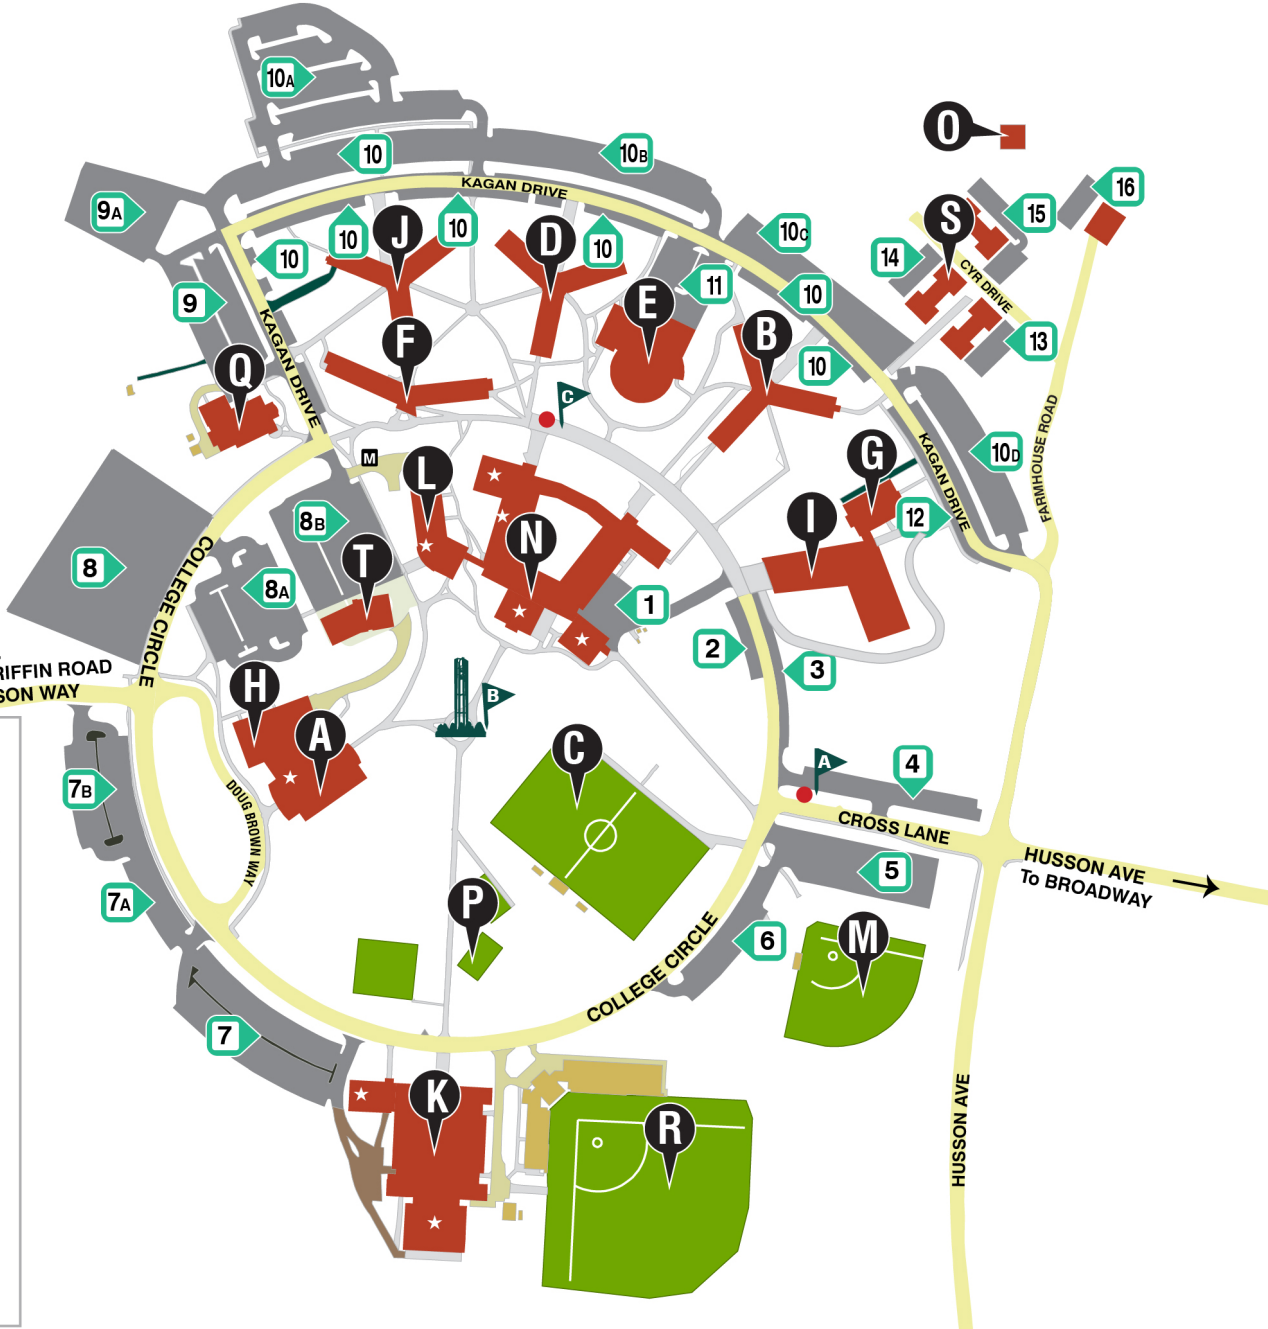 10A
O
10
10B
KAGAN DRIVE
16
9A
10
J
10
D
10
10C
S
15
14
CYR DRIVE
10
9
11
10
E
B
KAGAN DRIVE
F
10
13
Q
C
FARMHOUSE ROAD
M
L
G
KAGAN DRIVE
10D
8B
I
12
N
8
COLLEGE CIRCLE
T
8A
1
2
3
RIFFIN ROAD
SON WAY
H
B
A
C
A
4
7B
DOUG BROWN WAY
CROSS LANE
HUSSON AVE
To BROADWAY
5
7A
P
6
M
COLLEGE CIRCLE
7
K
R
HUSSON AVE